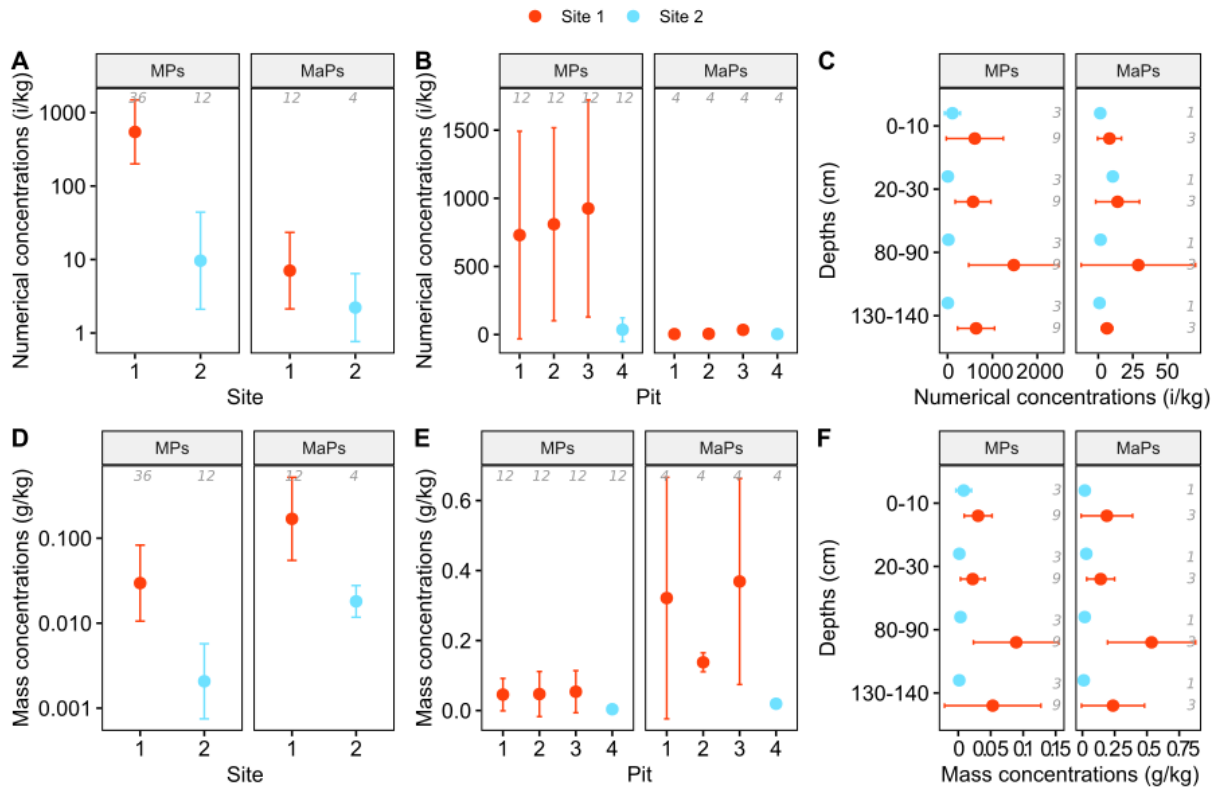 Site 1 Site 2
A
MPs MaPs
36 12 12 4
Numerical concentrations (i/kg)
1000
100
10
1
1 2 1 2
Site
B
MPs MaPs
12 12 12 12 4 4 4 4
Numerical concentrations (i/kg)
1500
1000
500
0
1 2 3 4 1 2 3 4
Pit
C
MPs MaPs
Depths (cm)
3 1
0-10
9 3
3 1
20-30
9 3
3 1
80-90
9 3
3 1
130-140
9 3
0 1000 2000 0 25 50
Numerical concentrations (i/kg)
D
MPs MaPs
36 12 12 4
Mass concentrations (g/kg)
0.100
0.010
0.001
1 2 1 2
Site
E
MPs MaPs
12 12 12 12 4 4 4 4
Mass concentrations (g/kg)
0.6
0.4
0.2
0.0
1 2 3 4 1 2 3 4
Pit
F
MPs MaPs
Depths (cm)
3 1
0-10
9 3
3 1
20-30
9 3
3 1
80-90
9 3
3 1
130-140
9 3
0 0.05 0.1 0.15 0 0.25 0.5 0.75
Mass concentrations (g/kg)